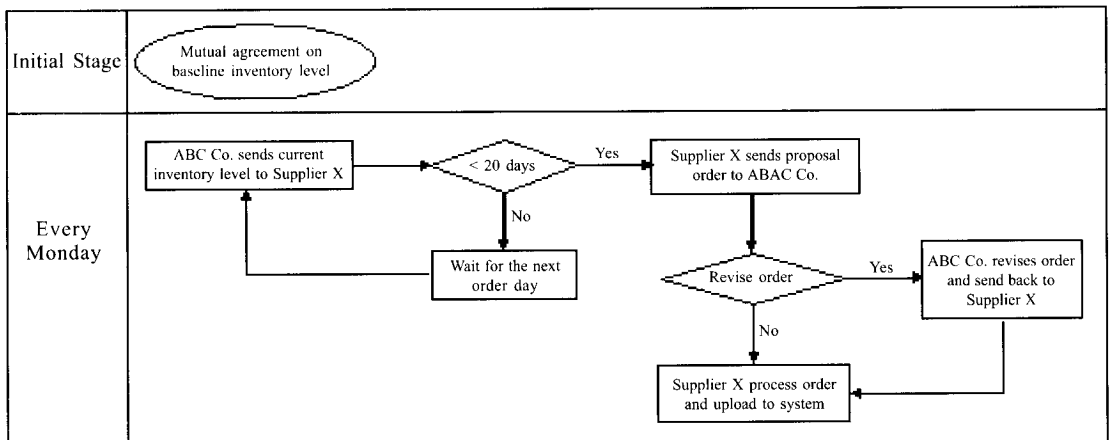 Initial Stage
Mutual agreement on
baseline inventory level
Every
Monday
ABC Co. sends current
inventory level to Supplier X
< 20 days
Yes
Supplier X sends proposal
order to ABAC Co.
No
Wait for the next
order day
Revise order
Yes
ABC Co. revises order
and send back to
Supplier X
No
Supplier X process order
and upload to system